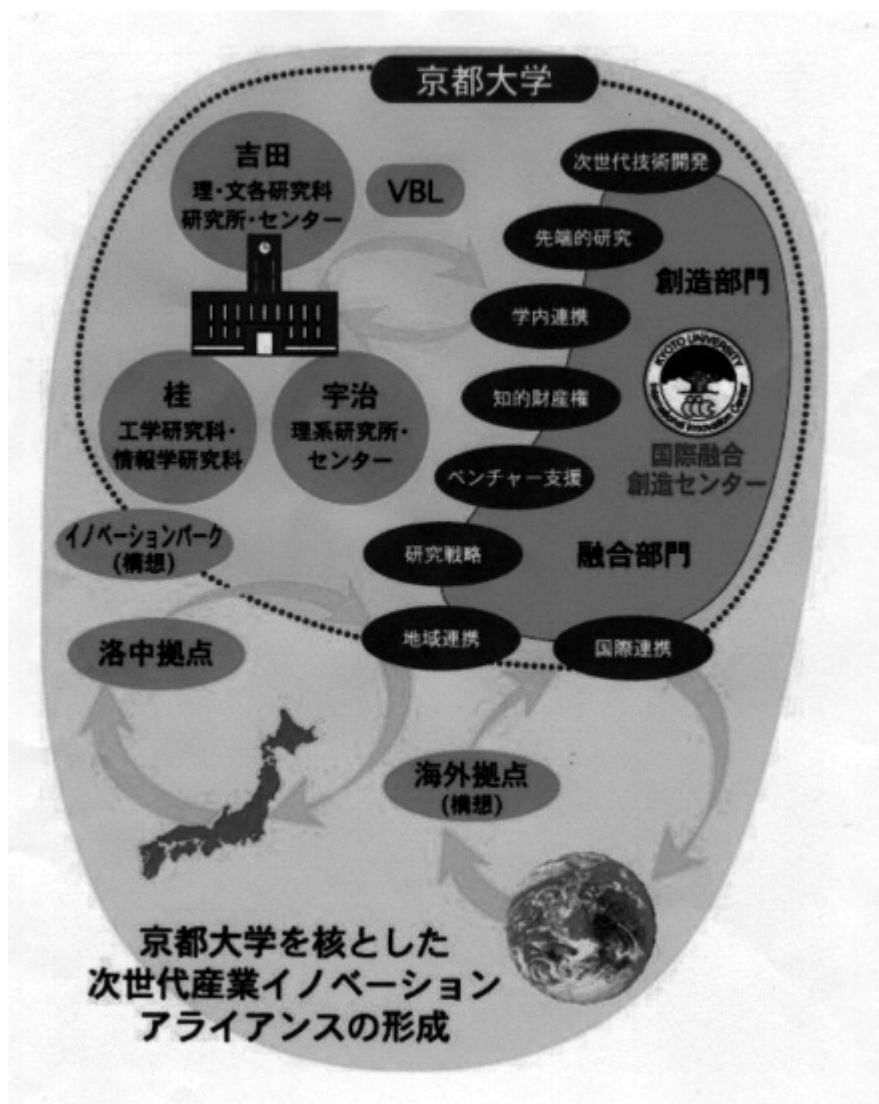 京都大学
吉田
理・文各研究科
研究所・センター
VBL
次世代技術開発
先端的研究
創造部門
学内連携
KYOTO UNIVERSITY
International Innovation Center
桂
工学研究科・
情報学研究科
宇治
理系研究所・
センター
知的財産権
国際融合
創造センター
ベンチャー支援
イノベーションパーク
(構想)
研究戦略
融合部門
洛中拠点
地域連携
国際連携
海外拠点
(構想)
京都大学を核とした
次世代産業イノベーション
アライアンスの形成